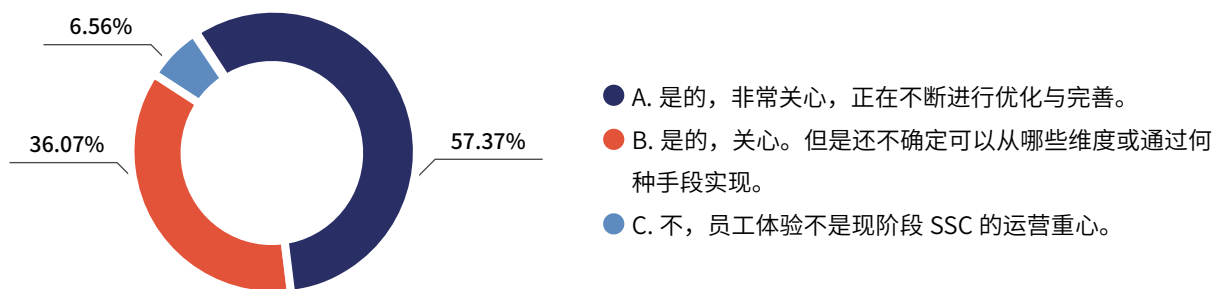 6.56%
36.07%
57.37%
A. 是的，非常关心，正在不断进行优化与完善。
B. 是的，关心。但是还不确定可以从哪些维度或通过何
种手段实现。
C. 不，员工体验不是现阶段 SSC 的运营重心。